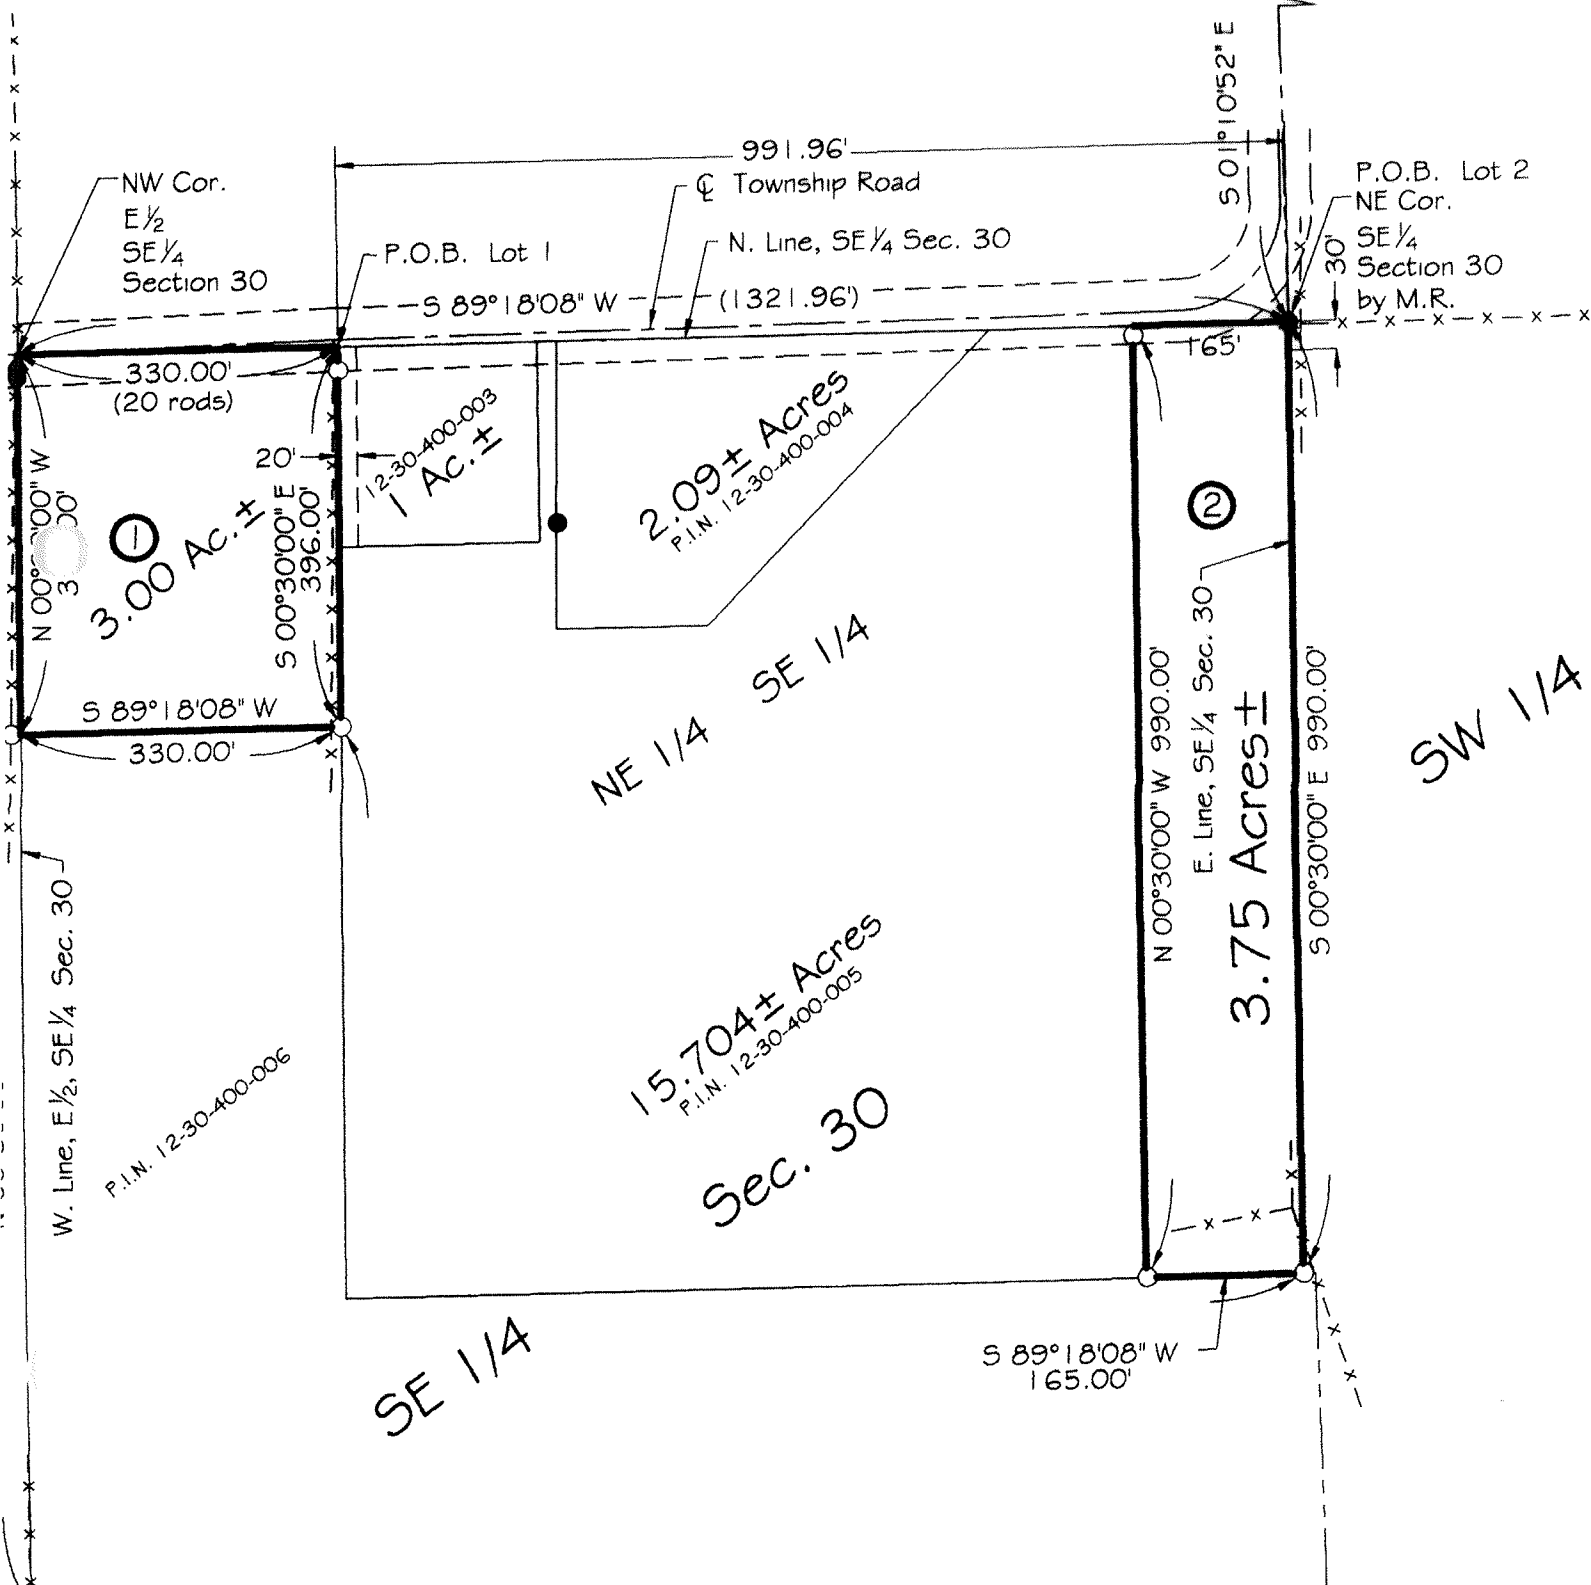 S 01°10'52" E
991.96'
℄ Township Road
NW Cor.
E½
SE¼
Section 30
P.O.B. Lot 1
N. Line, SE¼ Sec. 30
P.O.B. Lot 2
NE Cor.
SE¼
Section 30
by M.R.
30'
S 89°18'08" W
(1321.96')
330.00'
(20 rods)
165'
20'
12-30-400-003
1 Ac.±
2.09± Acres
P.I.N. 12-30-400-004
1
3.00 Ac.±
S 00°30'00" E
396.00'
S 89°18'08" W
330.00'
2
E. Line, SE¼ Sec. 30
3.75 Acres±
N 00°30'00" W 990.00'
S 00°30'00" E 990.00'
NE 1/4 SE 1/4
SW 1/4
W. Line, E½, SE¼ Sec. 30
P.I.N. 12-30-400-006
15.704± Acres
P.I.N. 12-30-400-005
Sec. 30
S 89°18'08" W
165.00'
SE 1/4